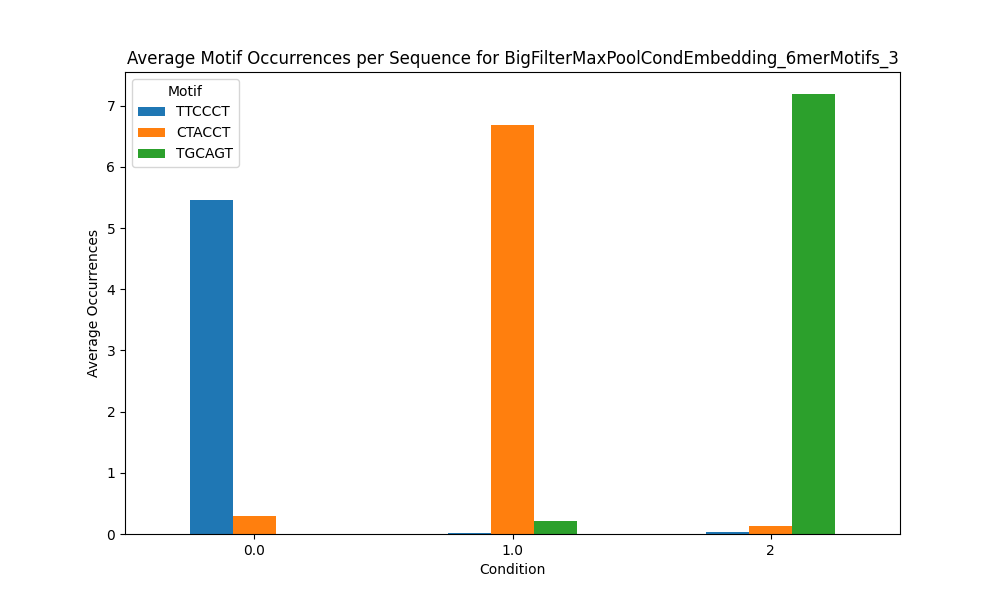 Average Motif Occurrences per Sequence for BigFilterMaxPoolCondEmbedding_6merMotifs_3
Motif
TTCCCT
CTACCT
TGCAGT
7
6
5
4
3
2
1
0
Average Occurrences
0.0
1.0
2
Condition